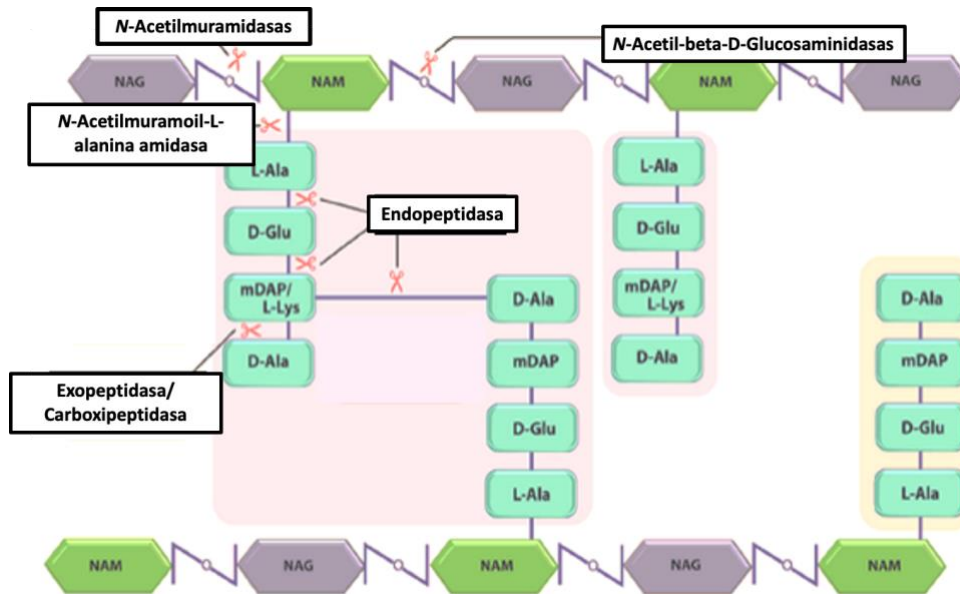 N-Acetilmuramidasas
N-Acetil-beta-D-Glucosaminidasas
NAG
NAM
NAG
NAM
NAG
N-Acetilmuramoil-L-
alanina amidasa
L-Ala
L-Ala
D-Glu
Endopeptidasa
D-Glu
mDAP/
L-Lys
D-Ala
mDAP/
L-Lys
D-Ala
D-Ala
mDAP
D-Ala
mDAP
Exopeptidasa/
Carboxipeptidasa
D-Glu
D-Glu
L-Ala
L-Ala
NAM
NAG
NAM
NAG
NAM